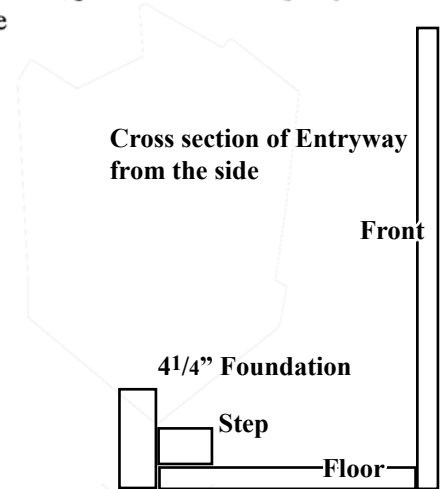 e
Cross section of Entryway
from the side
Front
41/4” Foundation
Step
Floor